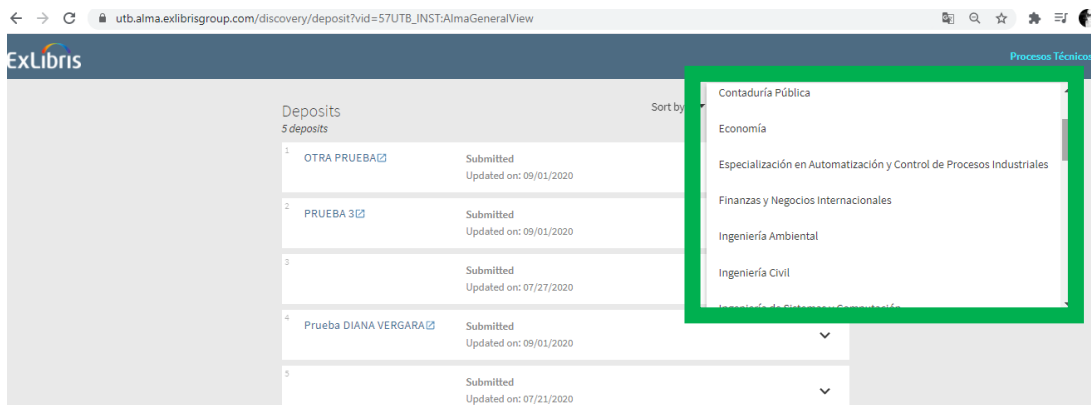 utb.alma.exlibrisgroup.com/discovery/deposit?vid=57UTB_INST:AlmaGeneralView
ExLibris
Procesos Técnicos
Deposits
5 deposits
Sort by
1
OTRA PRUEBA
Submitted
Updated on: 09/01/2020
2
PRUEBA 3
Submitted
Updated on: 09/01/2020
3
Submitted
Updated on: 07/27/2020
4
Prueba DIANA VERGARA
Submitted
Updated on: 09/01/2020
5
Submitted
Updated on: 07/21/2020
Contaduría Pública
Economía
Especialización en Automatización y Control de Procesos Industriales
Finanzas y Negocios Internacionales
Ingeniería Ambiental
Ingeniería Civil
Ingeniería de Sistemas y Computación